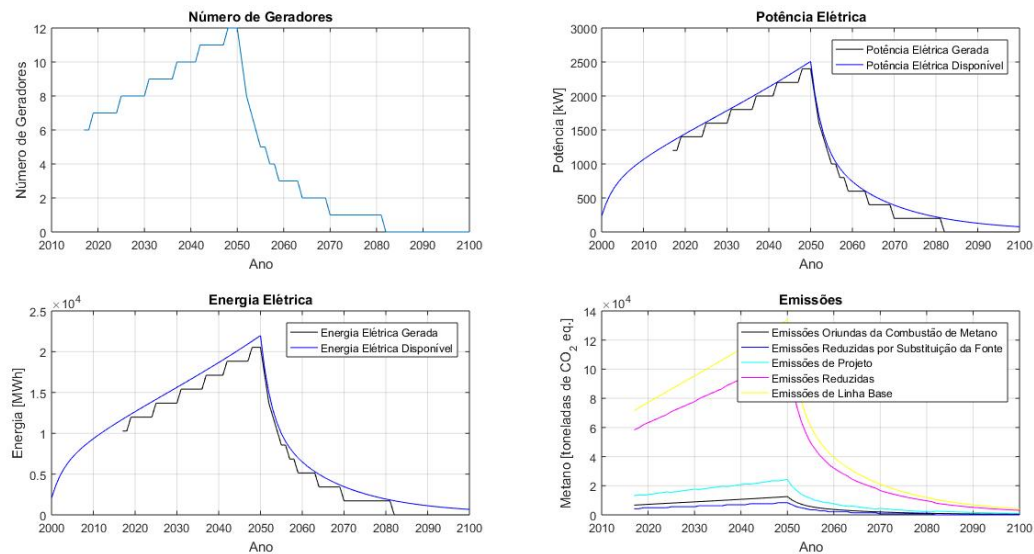 Número de Geradores
12
10
8
6
4
2
0
Número de Geradores
2010 2020 2030 2040 2050 2060 2070 2080 2090 2100
Ano
Potência Elétrica
3000
2500
2000
1500
1000
500
0
Potência [kW]
Potência Elétrica Gerada
Potência Elétrica Disponível
2000 2010 2020 2030 2040 2050 2060 2070 2080 2090 2100
Ano
Energia Elétrica
×10⁴
2.5
2
1.5
1
0.5
0
Energia [MWh]
Energia Elétrica Gerada
Energia Elétrica Disponível
2000 2010 2020 2030 2040 2050 2060 2070 2080 2090 2100
Ano
Emissões
×10⁴
14
12
10
8
6
4
2
0
Metano [toneladas de CO₂ eq.]
Emissões Oriundas da Combustão de Metano
Emissões Reduzidas por Substituição da Fonte
Emissões de Projeto
Emissões Reduzidas
Emissões de Linha Base
2010 2020 2030 2040 2050 2060 2070 2080 2090 2100
Ano